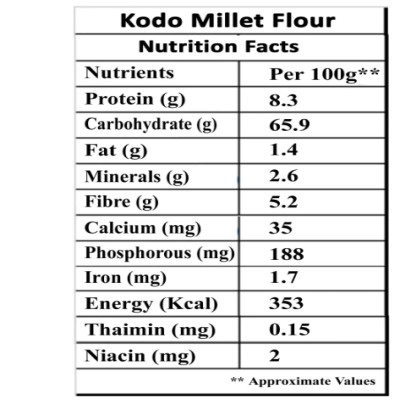 Kodo Millet Flour
Nutrition Facts
Nutrients Per 100g**
Protein (g) 8.3
Carbohydrate (g) 65.9
Fat (g) 1.4
Minerals (g) 2.6
Fibre (g) 5.2
Calcium (mg) 35
Phosphorous (mg) 188
Iron (mg) 1.7
Energy (Kcal) 353
Thaimin (mg) 0.15
Niacin (mg) 2
** Approximate Values